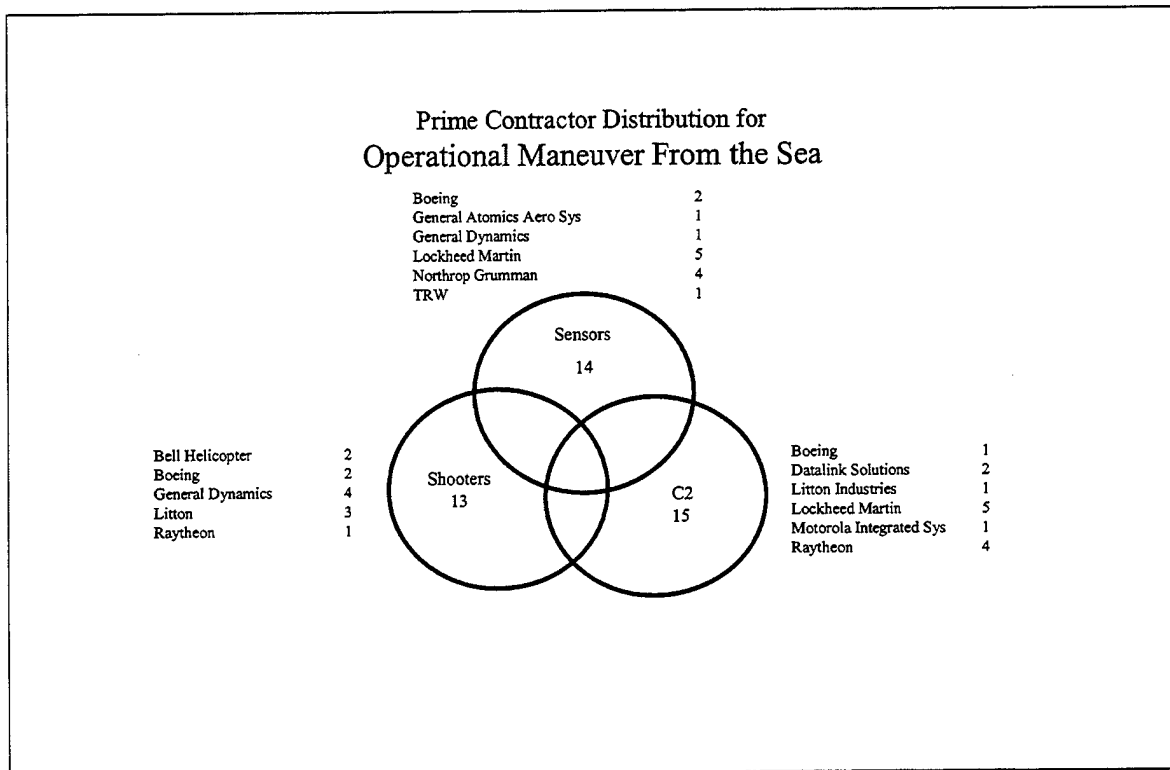 Prime Contractor Distribution for
Operational Maneuver From the Sea
Boeing 2
General Atomics Aero Sys 1
General Dynamics 1
Lockheed Martin 5
Northrop Grumman 4
TRW 1
Sensors
14
Bell Helicopter 2
Boeing 2
General Dynamics 4
Litton 3
Raytheon 1
Shooters
13
C2
15
Boeing 1
Datalink Solutions 2
Litton Industries 1
Lockheed Martin 5
Motorola Integrated Sys 1
Raytheon 4